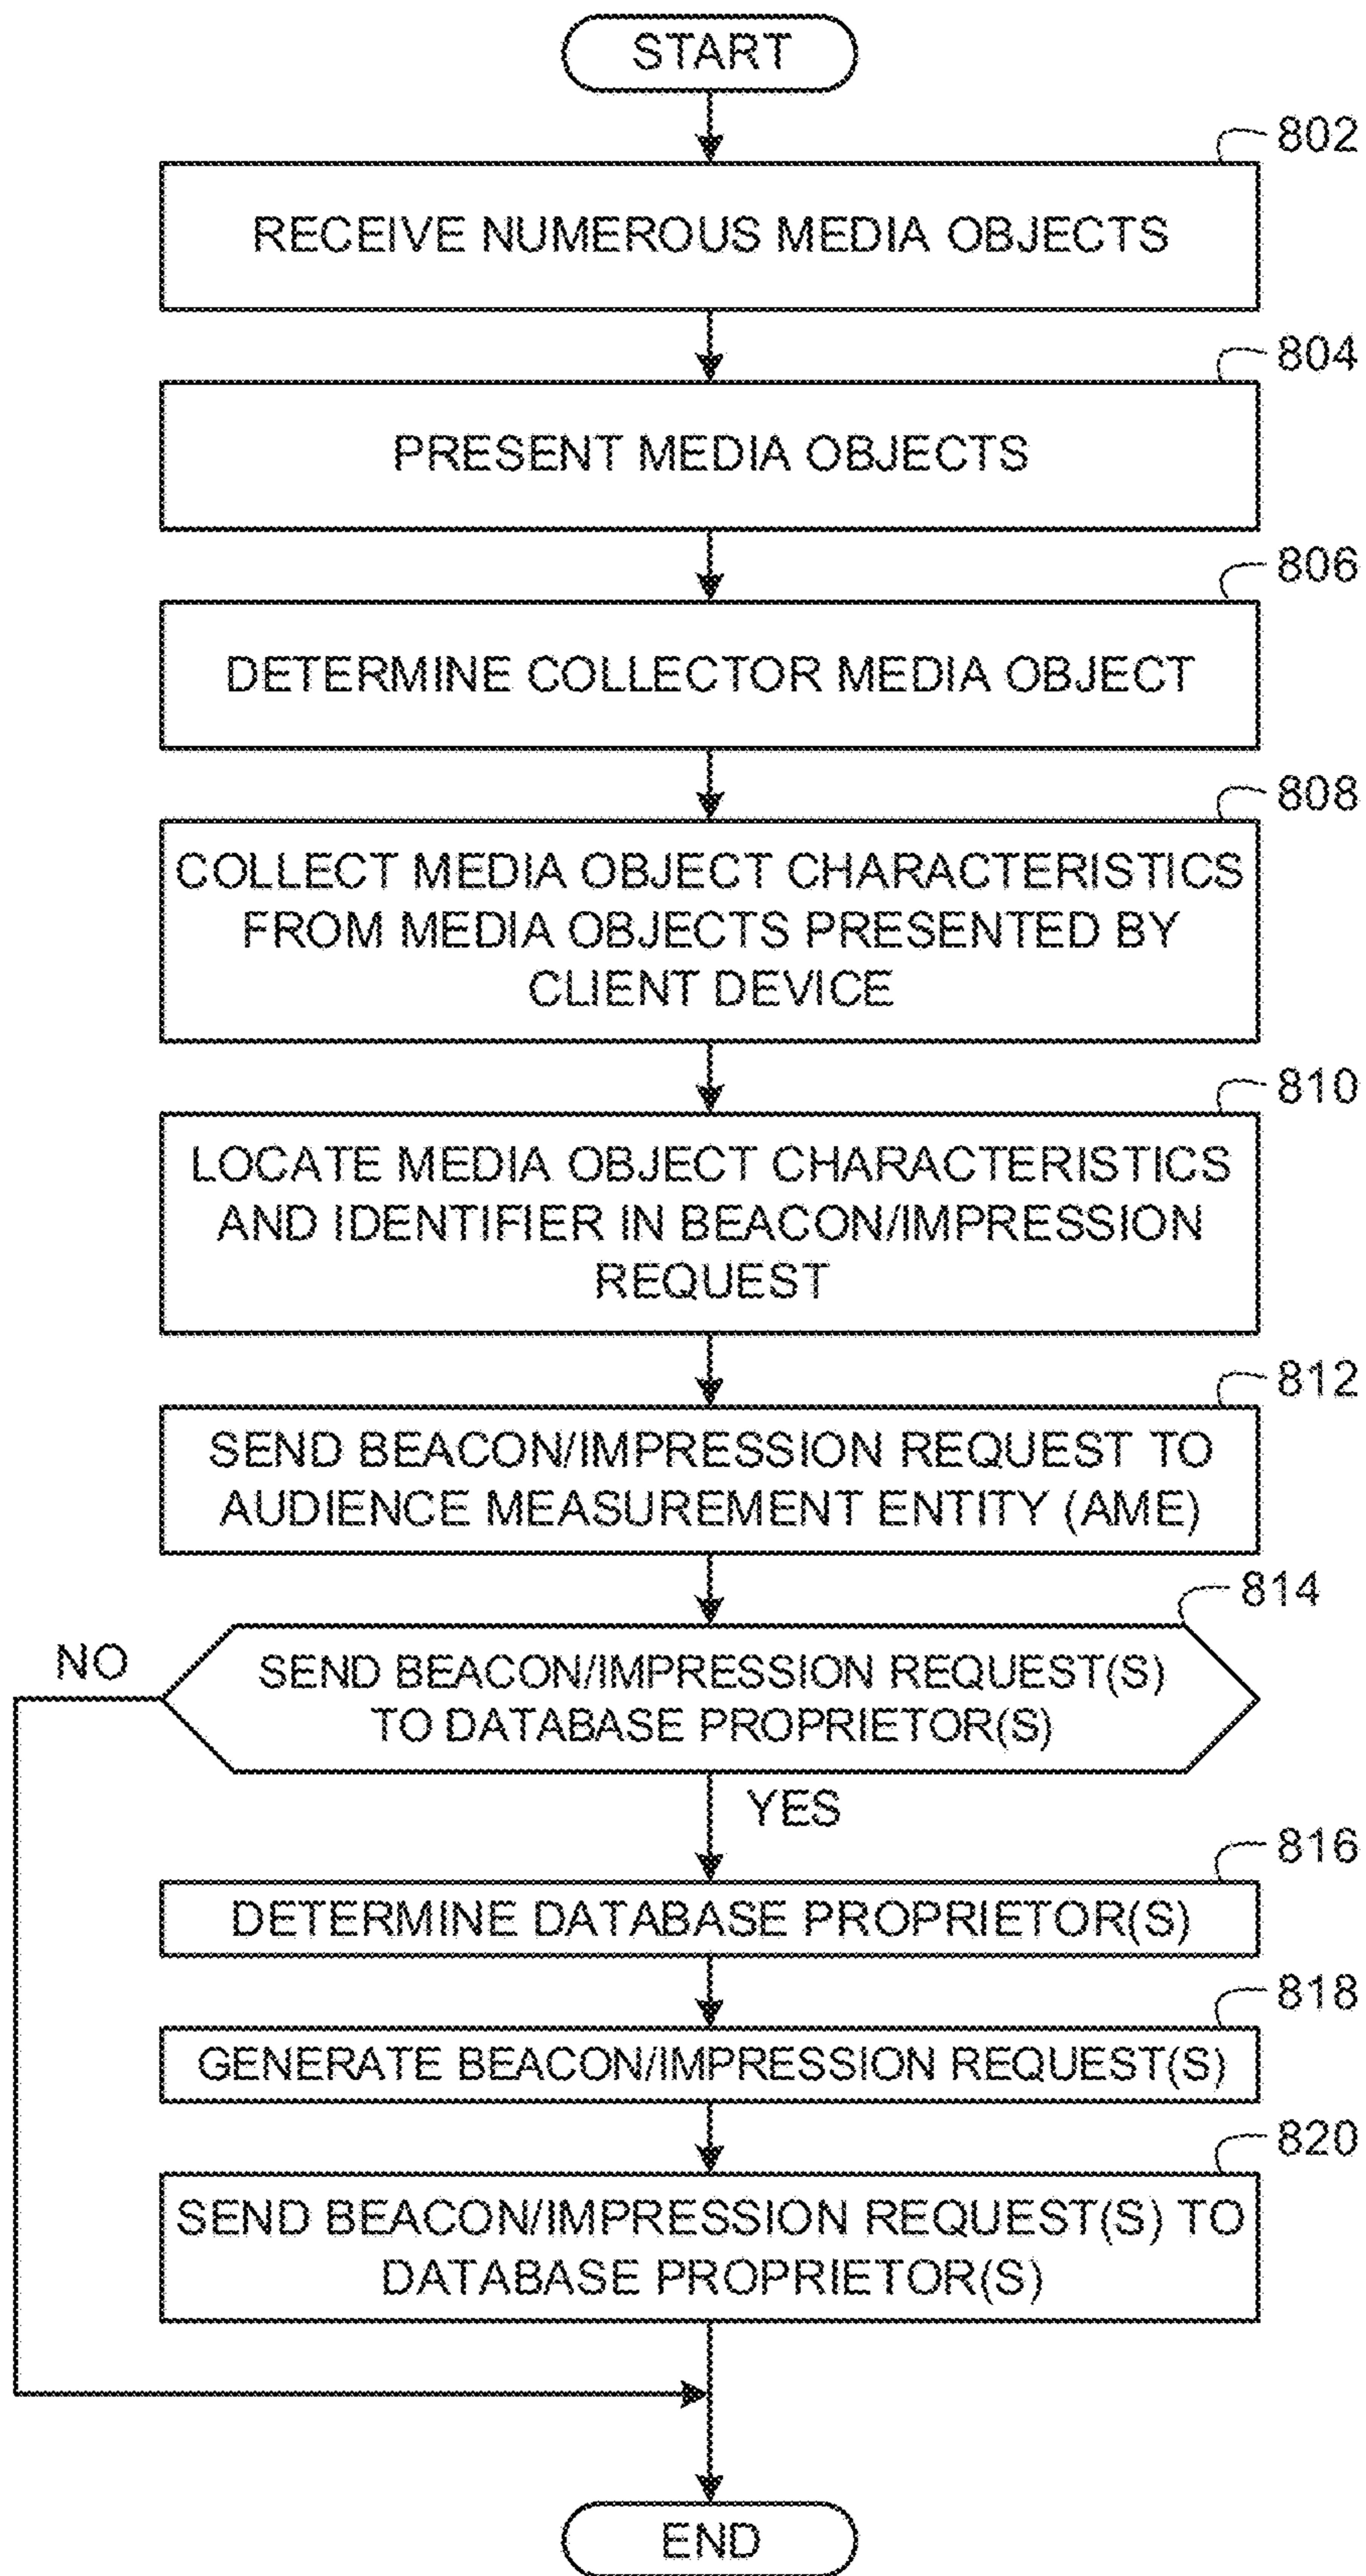 START
802
RECEIVE NUMEROUS MEDIA OBJECTS
804
PRESENT MEDIA OBJECTS
806
DETERMINE COLLECTOR MEDIA OBJECT
808
COLLECT MEDIA OBJECT CHARACTERISTICS
FROM MEDIA OBJECTS PRESENTED BY
CLIENT DEVICE
810
LOCATE MEDIA OBJECT CHARACTERISTICS
AND IDENTIFIER IN BEACON/IMPRESSION
REQUEST
812
SEND BEACON/IMPRESSION REQUEST TO
AUDIENCE MEASUREMENT ENTITY (AME)
814
NO
SEND BEACON/IMPRESSION REQUEST(S)
TO DATABASE PROPRIETOR(S)
YES
816
DETERMINE DATABASE PROPRIETOR(S)
818
GENERATE BEACON/IMPRESSION REQUEST(S)
820
SEND BEACON/IMPRESSION REQUEST(S) TO
DATABASE PROPRIETOR(S)
END